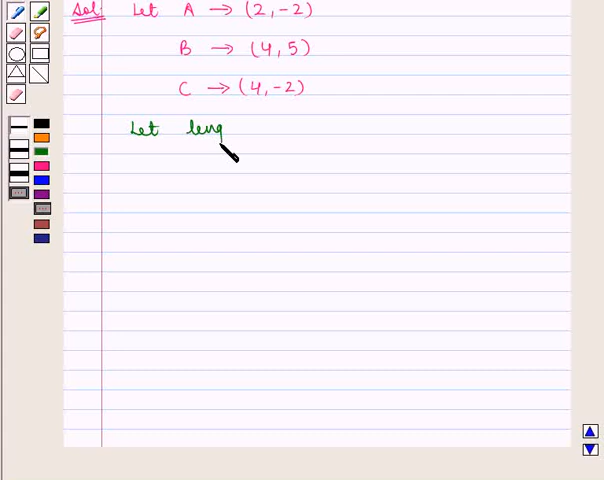 Sol: Let A → (2, -2)
B → (4, 5)
C → (4, -2)
Let leng